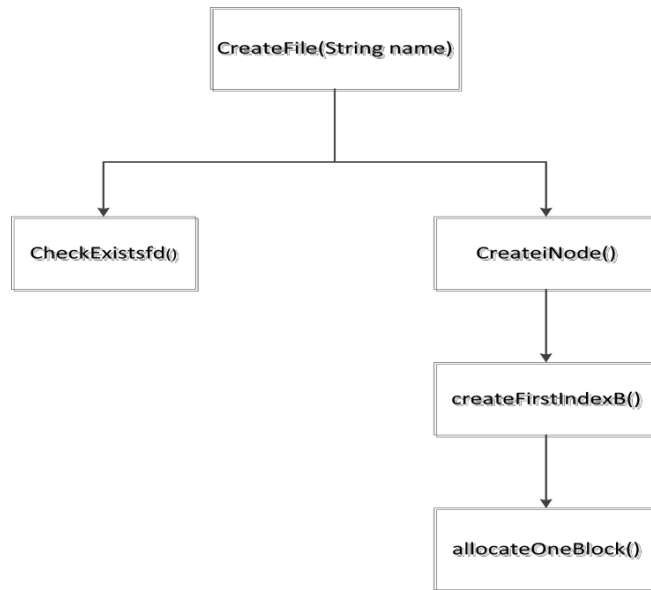 CreateFile(String name)
CheckExistsfd()
CreateiNode()
createFirstIndexB()
allocateOneBlock()